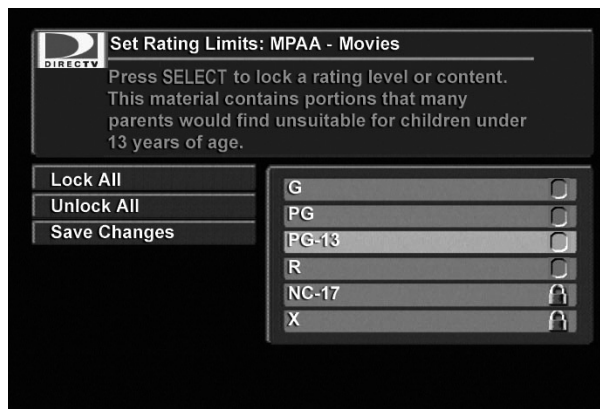 Set Rating Limits: MPAA - Movies
DIRECTV
Press SELECT to lock a rating level or content.
This material contains portions that many
parents would find unsuitable for children under
13 years of age.
Lock All
Unlock All
Save Changes
G
PG
PG-13
R
NC-17
X